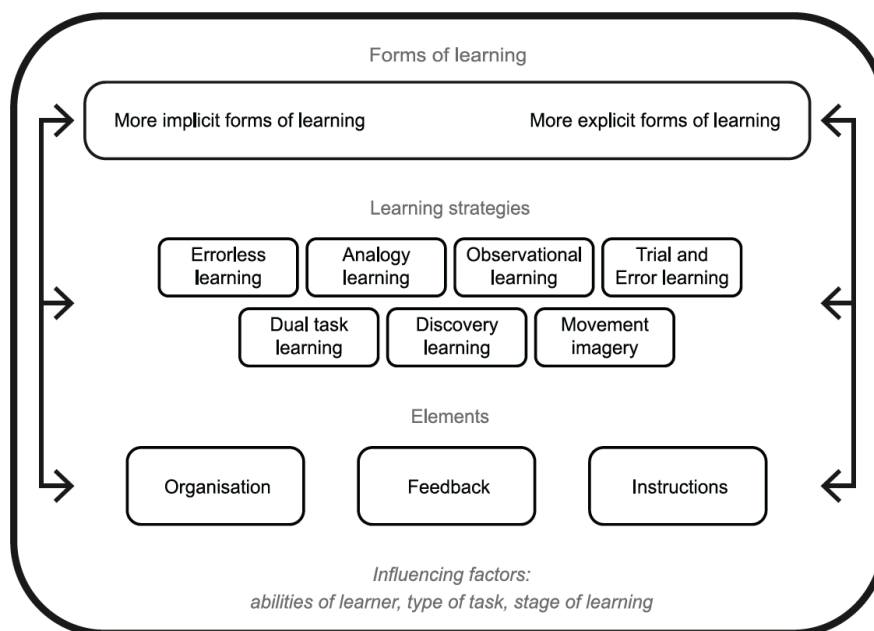 Forms of learning
More implicit forms of learning
More explicit forms of learning
Learning strategies
Errorless
learning
Analogy
learning
Observational
learning
Trial and
Error learning
Dual task
learning
Discovery
learning
Movement
imagery
Elements
Organisation
Feedback
Instructions
Influencing factors:
abilities of learner, type of task, stage of learning